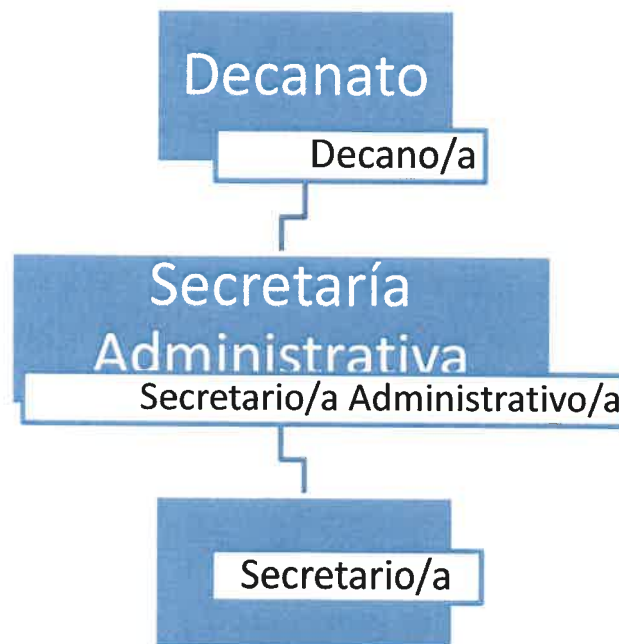 Decanato
Decano/a
Secretaría
Administrativa
Secretario/a Administrativo/a
Secretario/a